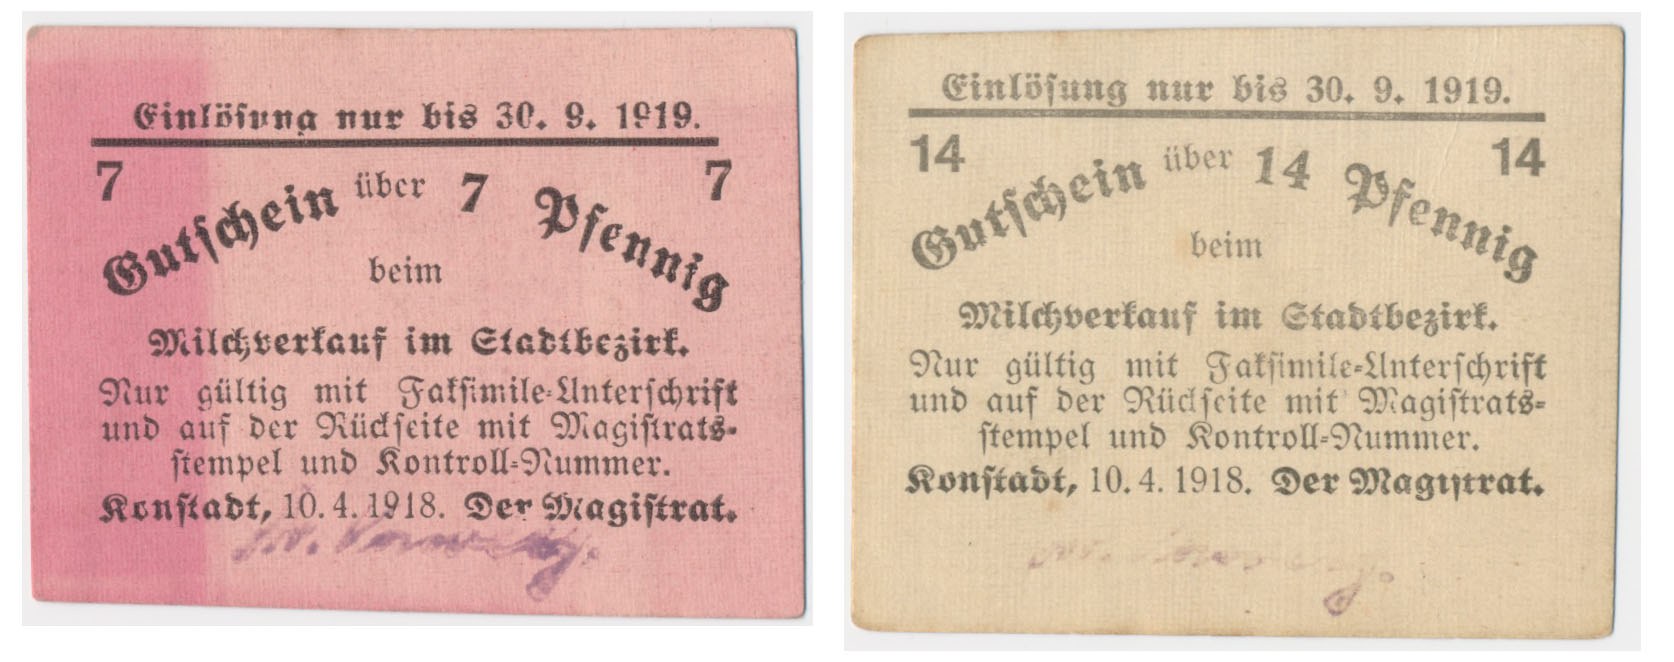 Einlösung nur bis 30. 9. 1919.
7 7
Gutschein über 7 Pfennig
beim
Milchverkauf im Stadtbezirk.
Nur gültig mit Faksimile-Unterschrift
und auf der Rückseite mit Magistrats-
stempel und Kontroll-Nummer.
Konstadt, 10. 4. 1918. Der Magistrat.
Einlösung nur bis 30. 9. 1919.
14 14
Gutschein über 14 Pfennig
beim
Milchverkauf im Stadtbezirk.
Nur gültig mit Faksimile-Unterschrift
und auf der Rückseite mit Magistrats-
stempel und Kontroll-Nummer.
Konstadt, 10. 4. 1918. Der Magistrat.